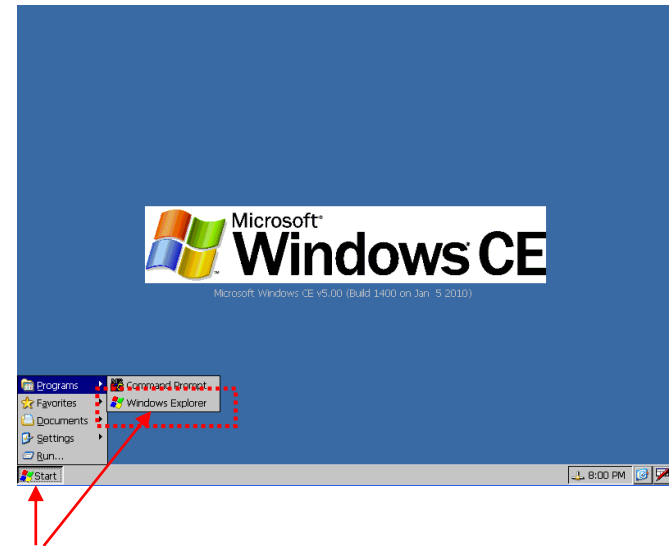 Microsoft®
Windows CE
Microsoft Windows CE v5.00 (Build 1400 on Jan 5 2010)
Programs
Command Prompt
Favorites
Windows Explorer
Documents
Settings
Run...
Start
8:00 PM